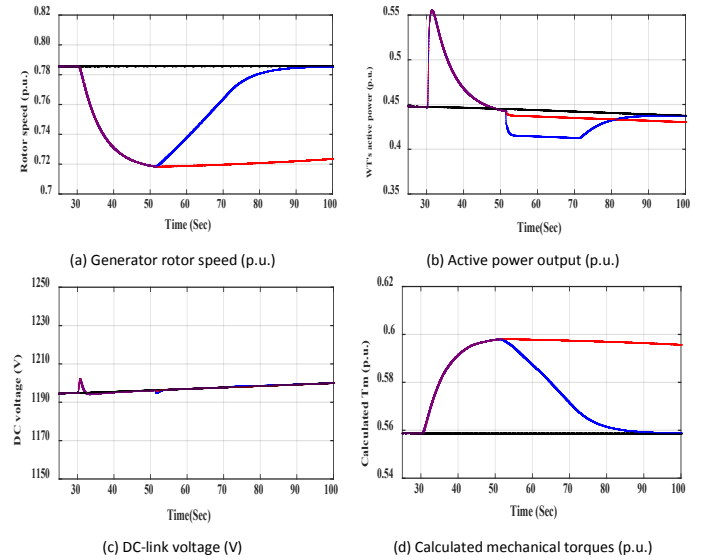 0.82
0.8
0.78
0.76
0.74
0.72
0.7
Rotor speed (p.u.)
30 40 50 60 70 80 90 100
Time (Sec)
(a) Generator rotor speed (p.u.)
0.55
0.5
0.45
0.4
0.35
WT's active power (p.u.)
30 40 50 60 70 80 90 100
Time(Sec)
(b) Active power output (p.u.)
1250
1230
1210
1190
1170
1150
DC voltage (V)
30 40 50 60 70 80 90 100
Time(Sec)
(c) DC-link voltage (V)
0.62
0.6
0.58
0.56
0.54
Calculated Tm (p.u.)
30 40 50 60 70 80 90 100
Time(Sec)
(d) Calculated mechanical torques (p.u.)